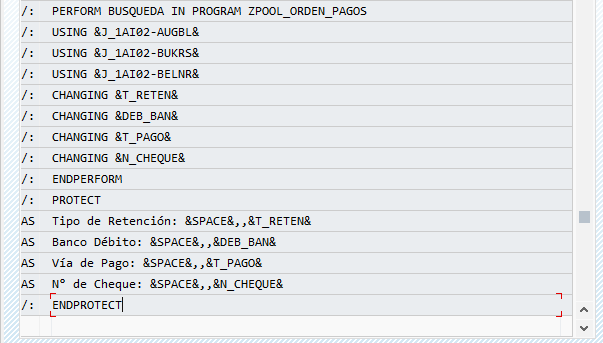 /: PERFORM BUSQUEDA IN PROGRAM ZPOOL_ORDEN_PAGOS
/: USING &J_1AI02-AUGBL&
/: USING &J_1AI02-BUKRS&
/: USING &J_1AI02-BELNR&
/: CHANGING &T_RETEN&
/: CHANGING &DEB_BAN&
/: CHANGING &T_PAGO&
/: CHANGING &N_CHEQUE&
/: ENDPERFORM
/: PROTECT
AS Tipo de Retención: &SPACE&,,&T_RETEN&
AS Banco Débito: &SPACE&,,&DEB_BAN&
AS Vía de Pago: &SPACE&,,&T_PAGO&
AS Nº de Cheque: &SPACE&,,&N_CHEQUE&
/: ENDPROTECT